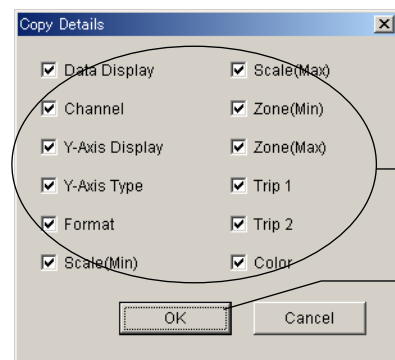 Copy Details
Data Display
Channel
Y-Axis Display
Y-Axis Type
Format
Scale(Min)
Scale(Max)
Zone(Min)
Zone(Max)
Trip 1
Trip 2
Color
OK
Cancel